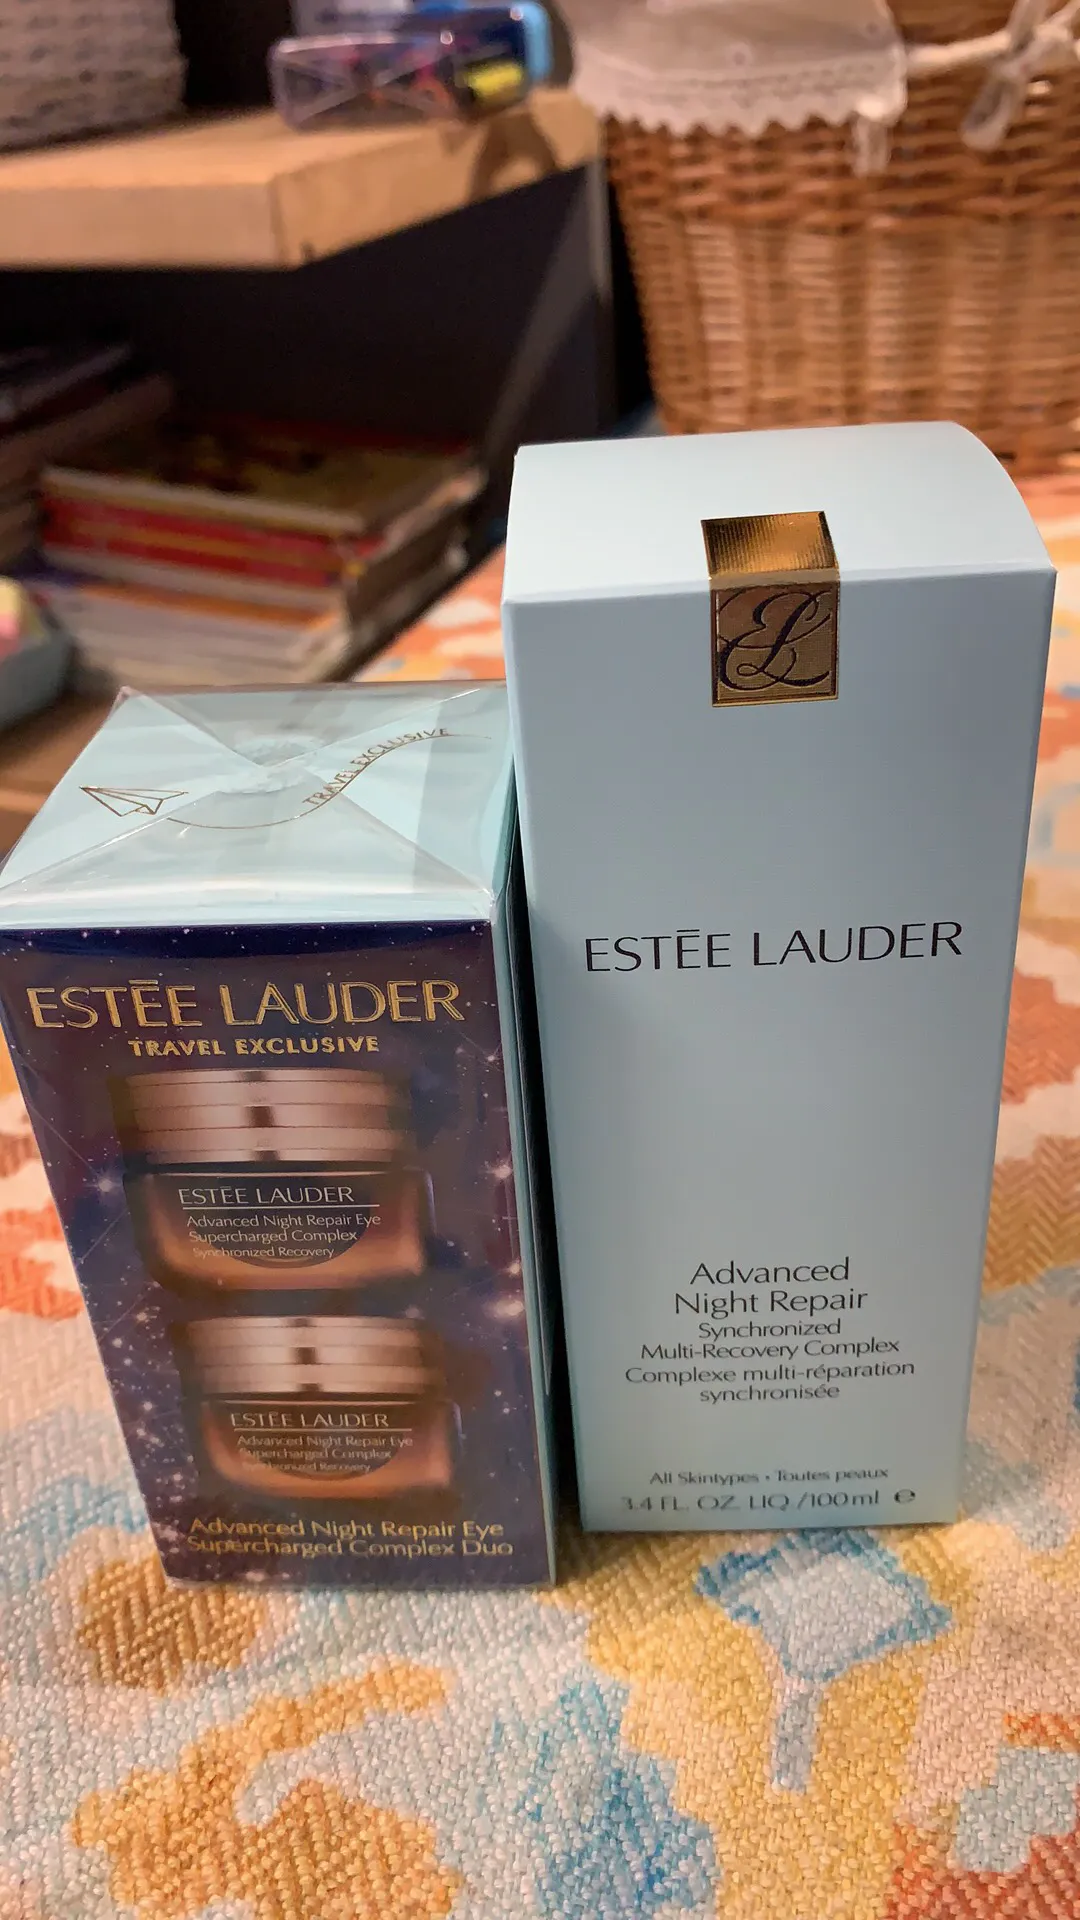 TRAVEL EXCLUSIVE
ESTĒE LAUDER
TRAVEL EXCLUSIVE
ESTĒE LAUDER
Advanced Night Repair Eye
Supercharged Complex
Synchronized Recovery
ESTĒE LAUDER
Advanced Night Repair Eye
Supercharged Complex
Synchronized Recovery
Advanced Night Repair Eye
Supercharged Complex Duo
EL
ESTĒE LAUDER
Advanced
Night Repair
Synchronized
Multi-Recovery Complex
Complexe multi-réparation
synchronisée
All Skintypes • Toutes peaux
3.4 FL. OZ. LIQ /100ml ℮